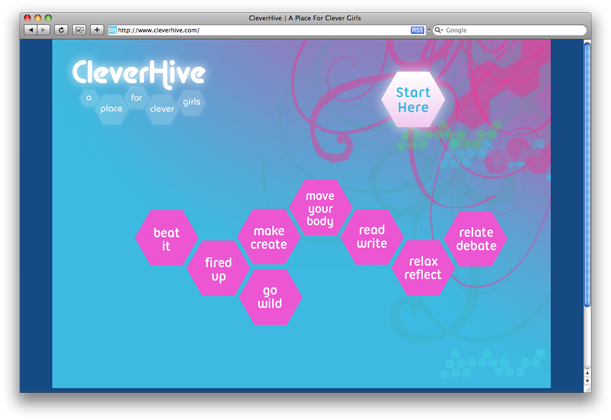 CleverHive | A Place For Clever Girls
http://www.cleverhive.com/
RSS
Google
CleverHive
a place for clever girls
Start
Here
move
your
body
beat
it
make
create
read
write
relate
debate
fired
up
relax
reflect
go
wild